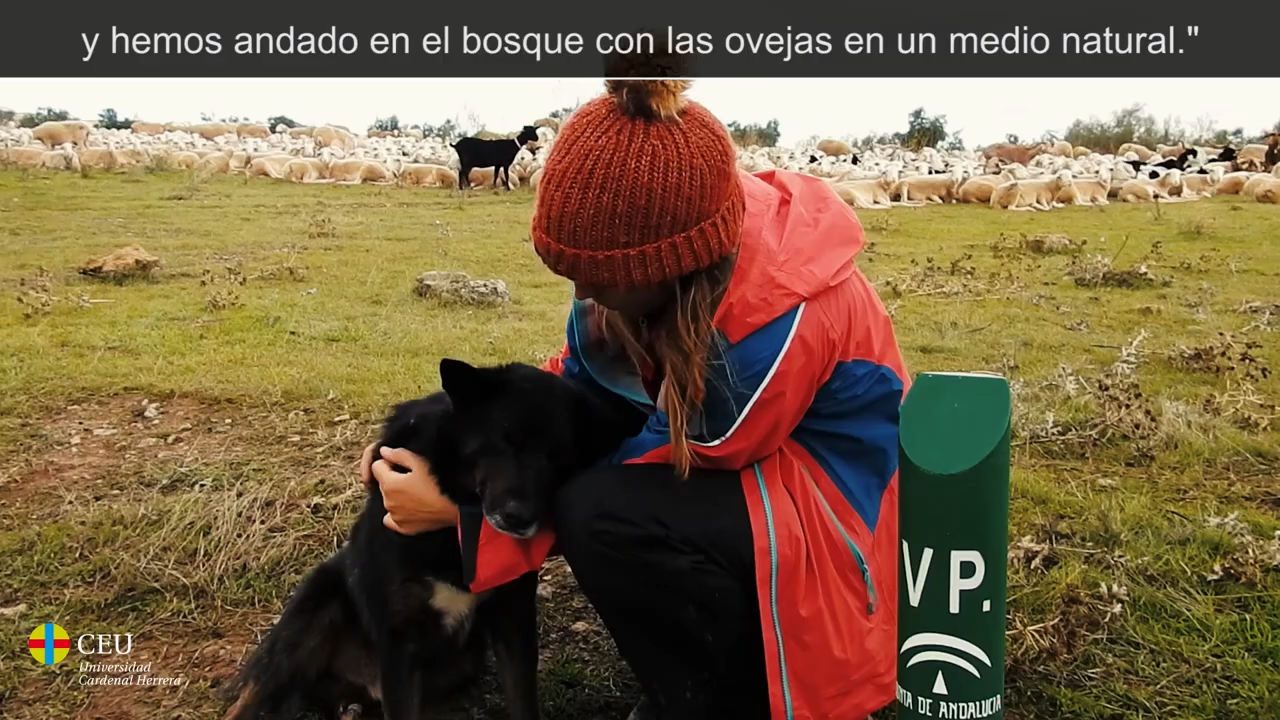 y hemos andado en el bosque con las ovejas en un medio natural."
VP.
NTA DE ANDALUCIA
CEU
Universidad
Cardenal Herrera